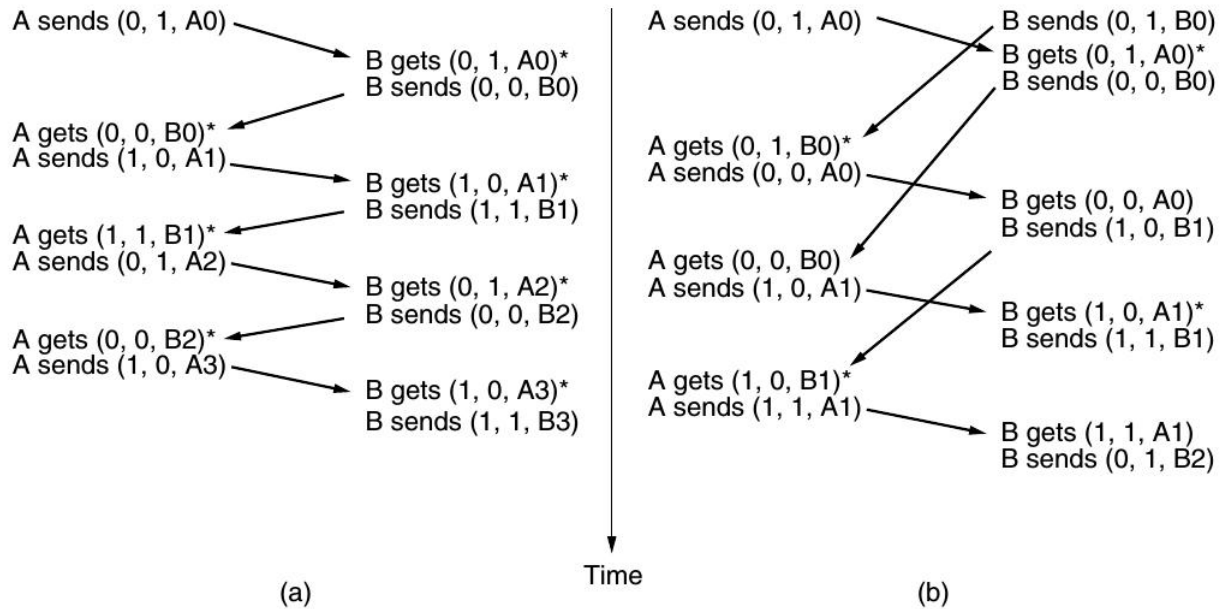 A sends (0, 1, A0)
B gets (0, 1, A0)*
B sends (0, 0, B0)
A gets (0, 0, B0)*
A sends (1, 0, A1)
B gets (1, 0, A1)*
B sends (1, 1, B1)
A gets (1, 1, B1)*
A sends (0, 1, A2)
B gets (0, 1, A2)*
B sends (0, 0, B2)
A gets (0, 0, B2)*
A sends (1, 0, A3)
B gets (1, 0, A3)*
B sends (1, 1, B3)
(a)
Time
A sends (0, 1, A0)
B sends (0, 1, B0)
B gets (0, 1, A0)*
B sends (0, 0, B0)
A gets (0, 1, B0)*
A sends (0, 0, A0)
B gets (0, 0, A0)
B sends (1, 0, B1)
A gets (0, 0, B0)
A sends (1, 0, A1)
B gets (1, 0, A1)*
B sends (1, 1, B1)
A gets (1, 0, B1)*
A sends (1, 1, A1)
B gets (1, 1, A1)
B sends (0, 1, B2)
(b)